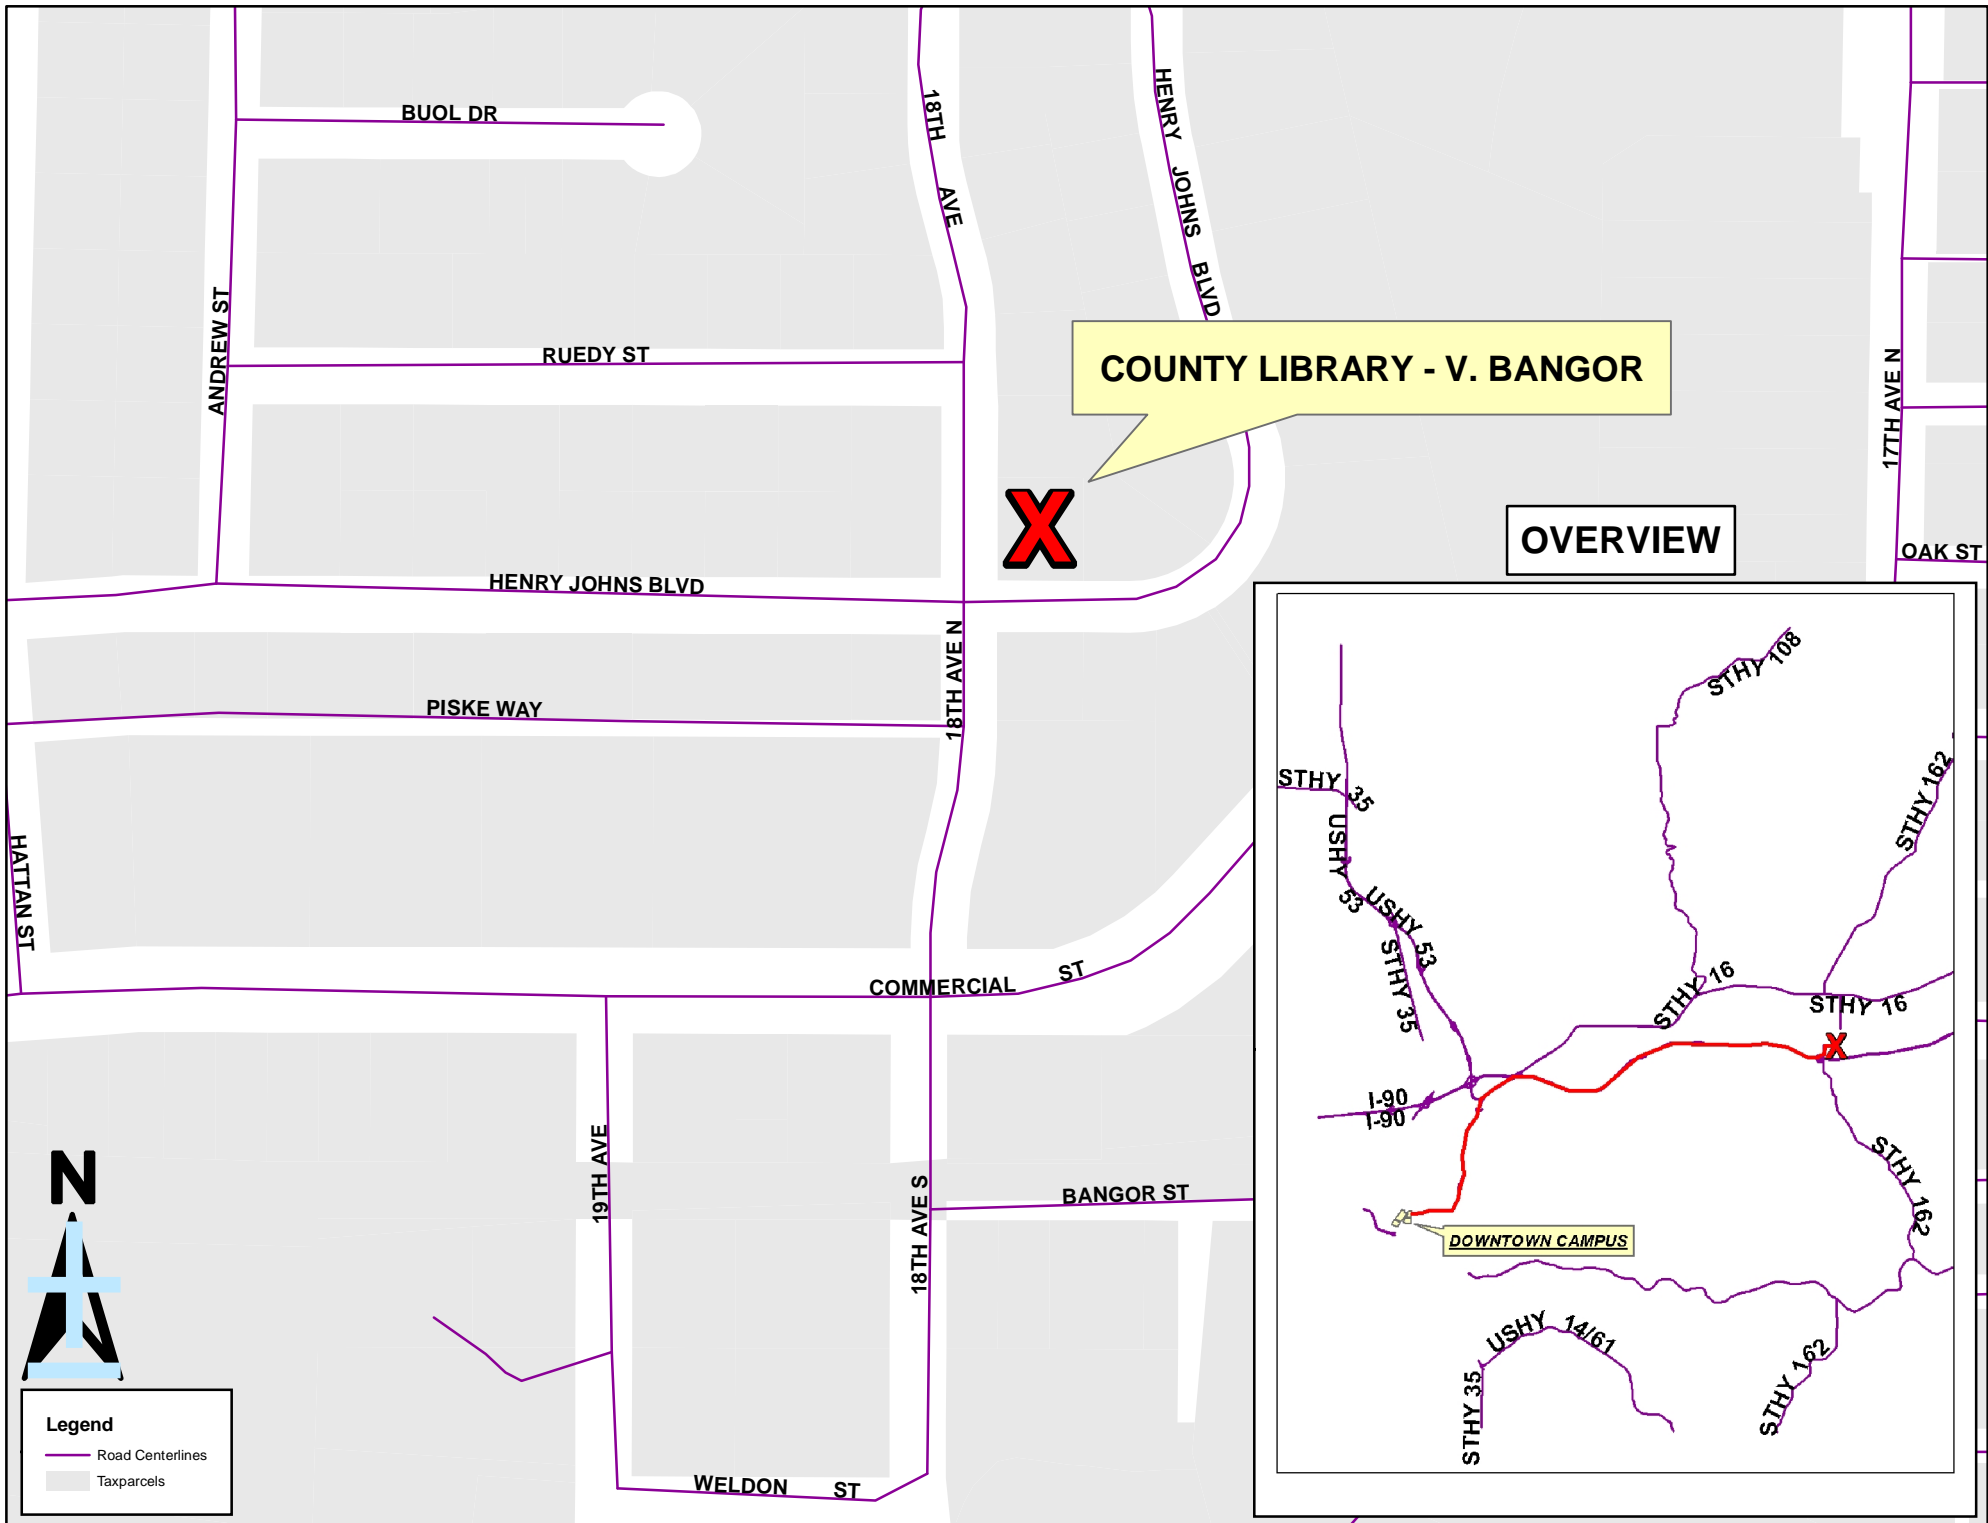 BUOL DR
18TH AVE
HENRY JOHNS BLVD
ANDREW ST
RUEDY ST
COUNTY LIBRARY - V. BANGOR
17TH AVE N
OVERVIEW
OAK ST
HENRY JOHNS BLVD
X
18TH AVE N
PISKE WAY
HATTAN ST
COMMERCIAL ST
19TH AVE
18TH AVE S
BANGOR ST
WELDON ST
N
Legend
Road Centerlines
Taxparcels
STHY 108
STHY 162
STHY 35
USHY 53
USHY 53
STHY 35
STHY 16
STHY 16
X
I-90
I-90
STHY 162
DOWNTOWN CAMPUS
USHY 14/61
STHY 35
STHY 162